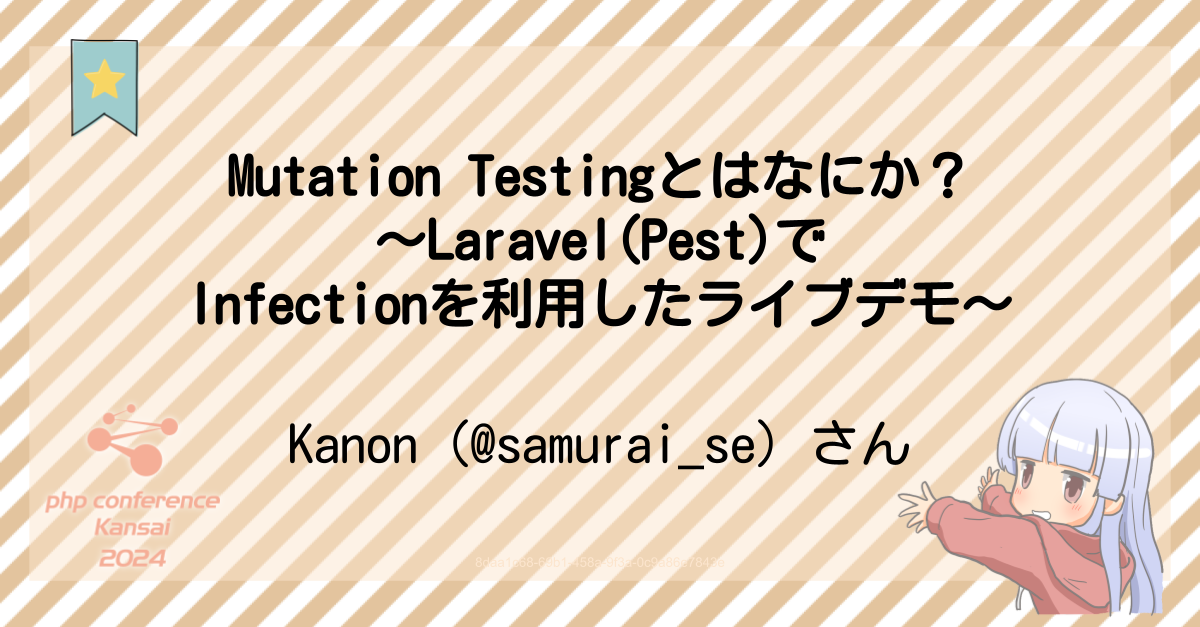 Mutation Testingとはなにか？
～Laravel(Pest)で
Infectionを利用したライブデモ～
Kanon (@samurai_se) さん
php conference
Kansai
2024